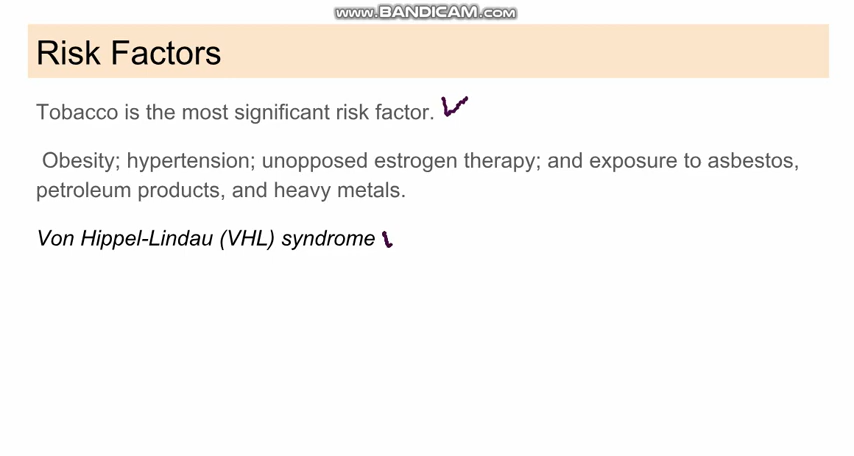 www.BANDICAM.com
Risk Factors
Tobacco is the most significant risk factor.
Obesity; hypertension; unopposed estrogen therapy; and exposure to asbestos,
petroleum products, and heavy metals.
Von Hippel-Lindau (VHL) syndrome